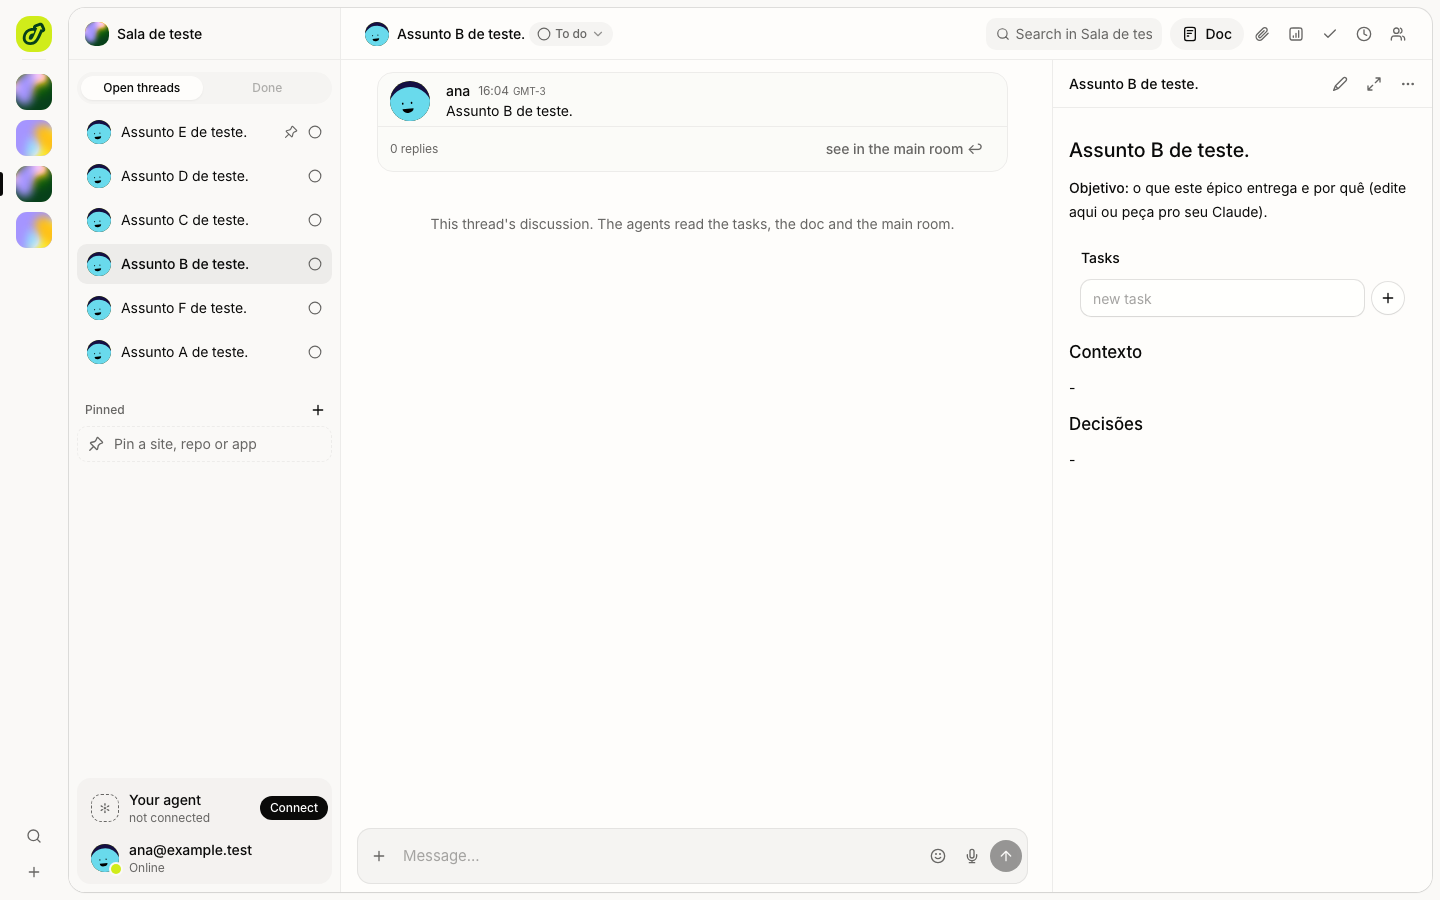 Sala de teste
Open threads
Done
Assunto E de teste.
Assunto D de teste.
Assunto C de teste.
Assunto B de teste.
Assunto F de teste.
Assunto A de teste.
Pinned
Pin a site, repo or app
Your agent
not connected
Connect
ana@example.test
Online
Assunto B de teste.
To do
Search in Sala de tes
Doc
ana 16:04 GMT-3
Assunto B de teste.
0 replies
see in the main room
This thread's discussion. The agents read the tasks, the doc and the main room.
Message...
Assunto B de teste.
Assunto B de teste.
Objetivo: o que este épico entrega e por quê (edite
aqui ou peça pro seu Claude).
Tasks
new task
Contexto
-
Decisões
-